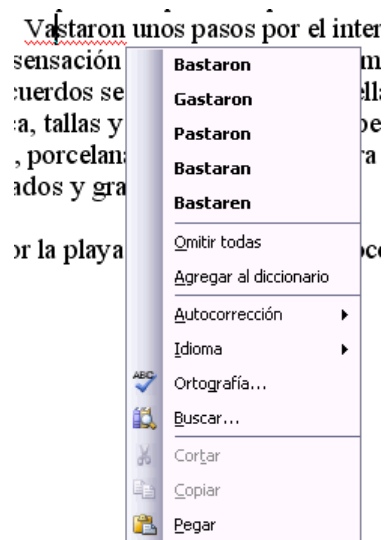 Vastaron unos pasos por el inter
sensación
cuerdos se
ca, tallas y
, porcelana
ados y gra
or la playa
Bastaron
Gastaron
Pastaron
Bastaran
Bastaren
Omitir todas
Agregar al diccionario
Autocorrección
Idioma
Ortografía...
Buscar...
Cortar
Copiar
Pegar